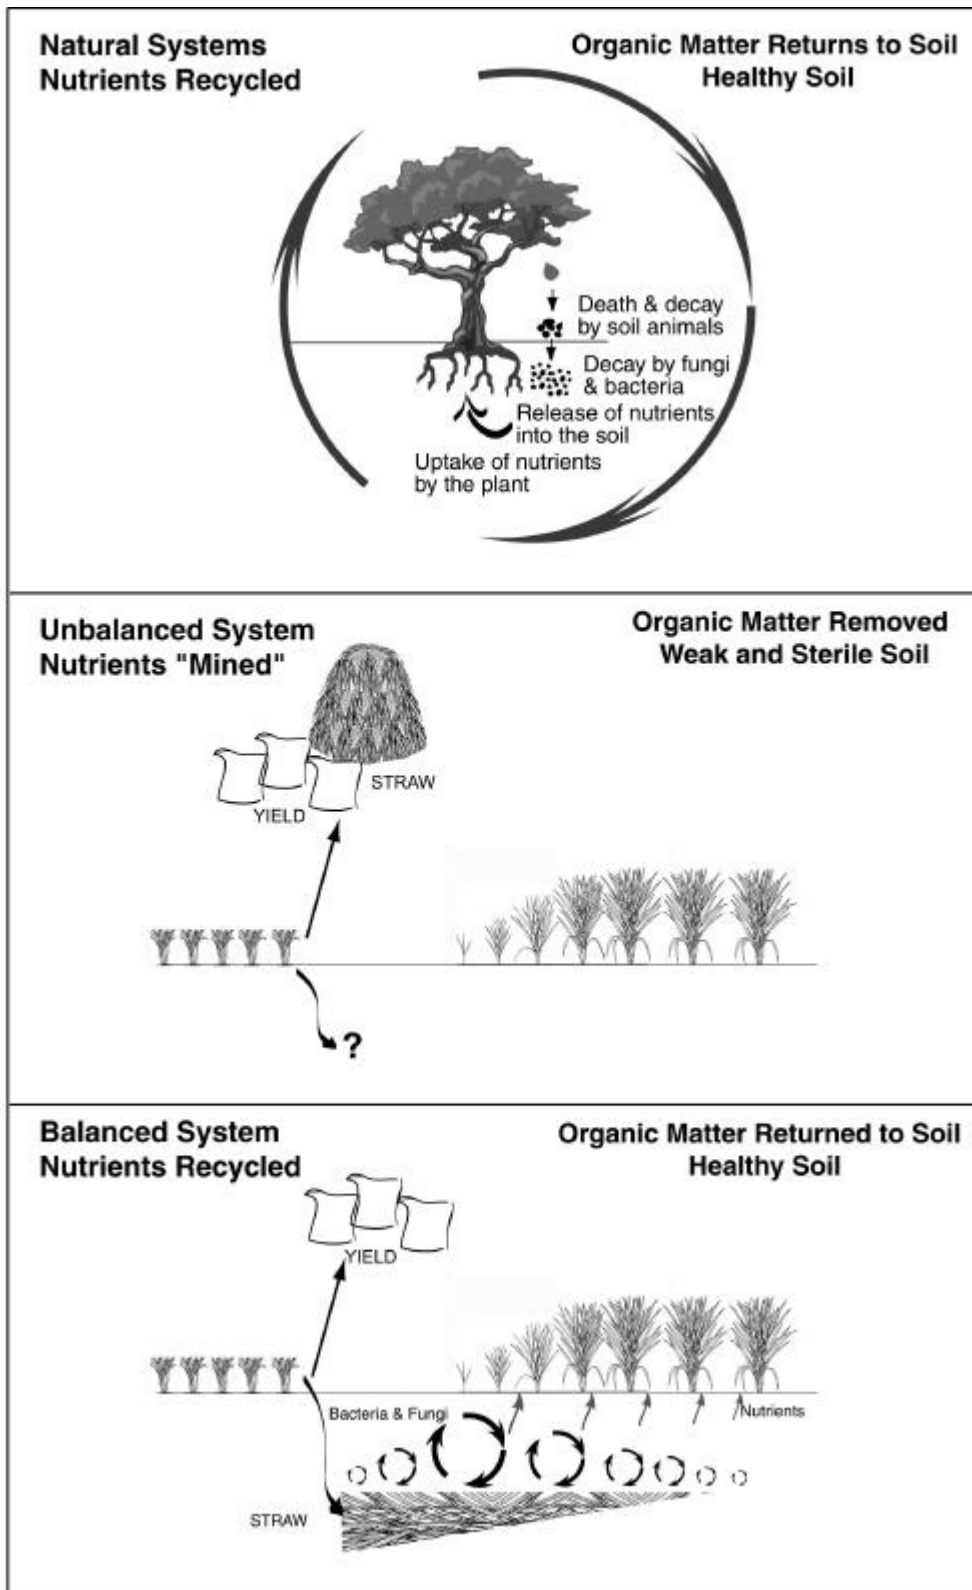 Natural Systems
Nutrients Recycled
Organic Matter Returns to Soil
Healthy Soil
Death & decay
by soil animals
Decay by fungi
& bacteria
Release of nutrients
into the soil
Uptake of nutrients
by the plant
Unbalanced System
Nutrients "Mined"
Organic Matter Removed
Weak and Sterile Soil
STRAW
YIELD
?
Balanced System
Nutrients Recycled
Organic Matter Returned to Soil
Healthy Soil
YIELD
Bacteria & Fungi
Nutrients
STRAW